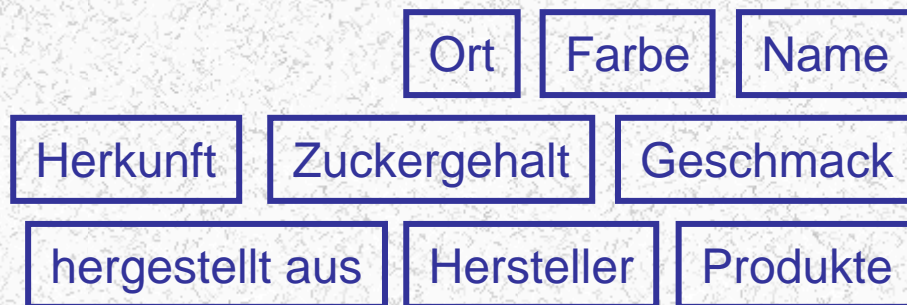 Ort Farbe Name
Herkunft Zuckergehalt Geschmack
hergestellt aus Hersteller Produkte